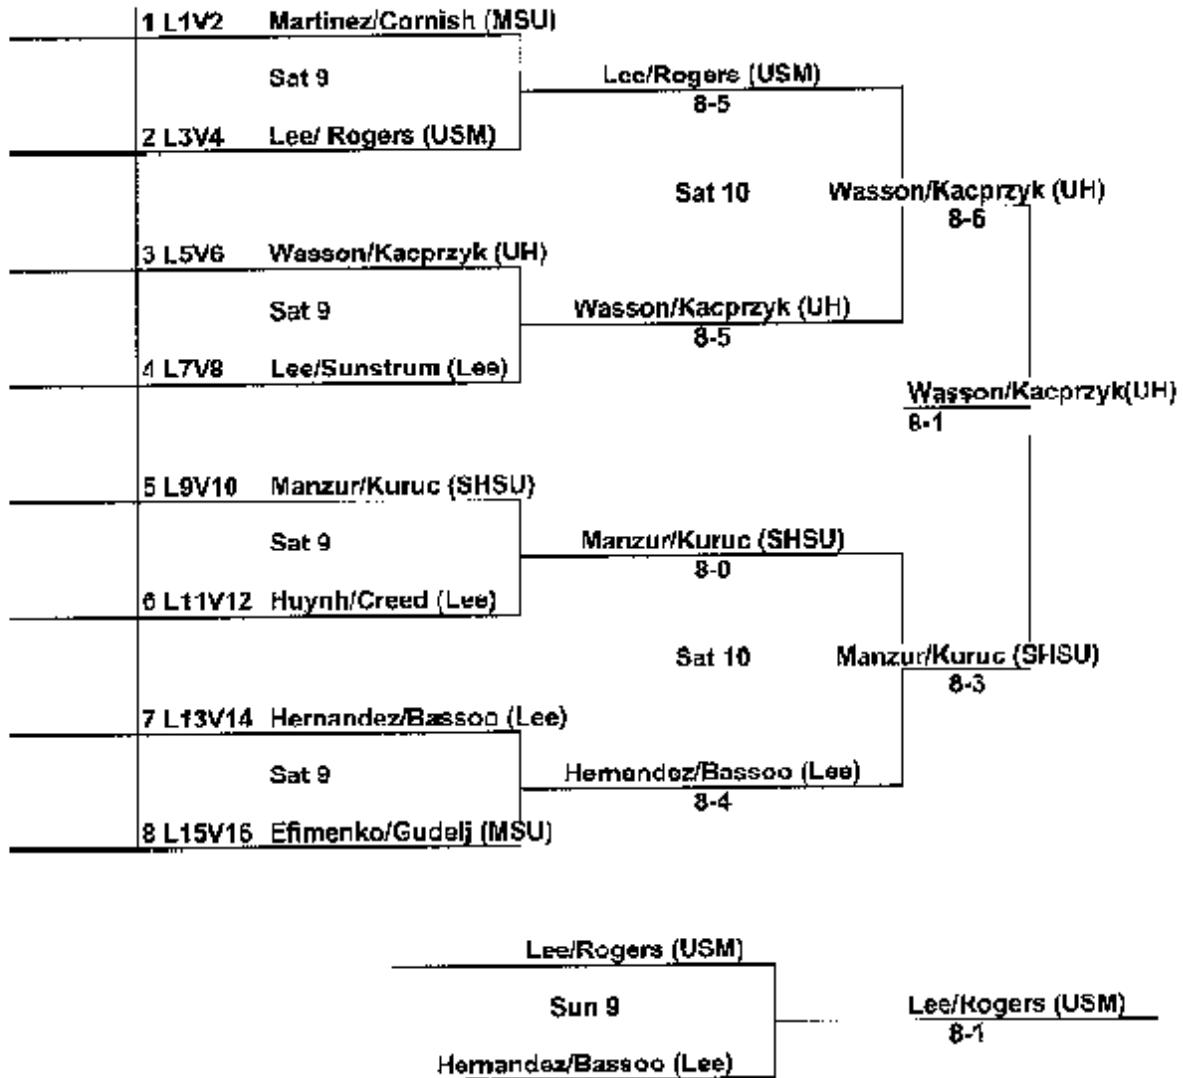 1 L1V2 Martinez/Cornish (MSU)
Sat 9
Lee/Rogers (USM)
8-5
2 L3V4 Lee/ Rogers (USM)
Sat 10
Wasson/Kacprzyk (UH)
8-6
3 L5V6 Wasson/Kacprzyk (UH)
Sat 9
Wasson/Kacprzyk (UH)
8-5
4 L7V8 Lee/Sunstrum (Lee)
Wasson/Kacprzyk(UH)
8-1
5 L9V10 Manzur/Kuruc (SHSU)
Sat 9
Manzur/Kuruc (SHSU)
8-0
6 L11V12 Huynh/Creed (Lee)
Sat 10
Manzur/Kuruc (SHSU)
8-3
7 L13V14 Hernandez/Bassoo (Lee)
Sat 9
Hernandez/Bassoo (Lee)
8-4
8 L15V16 Efimenko/Gudelj (MSU)
Lee/Rogers (USM)
Sun 9
Lee/Rogers (USM)
8-1
Hernandez/Bassoo (Lee)